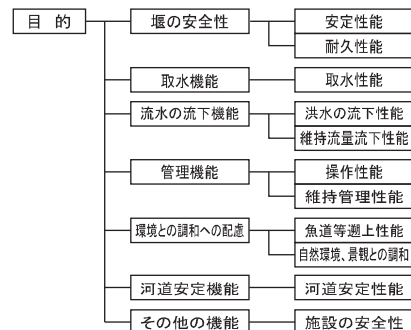 目 的
堰の安全性
安定性能
耐久性能
取水機能
取水性能
流水の流下機能
洪水の流下性能
維持流量流下性能
管理機能
操作性能
維持管理性能
環境との調和への配慮
魚道等遡上性能
自然環境、景観との調和
河道安定機能
河道安定性能
その他の機能
施設の安全性